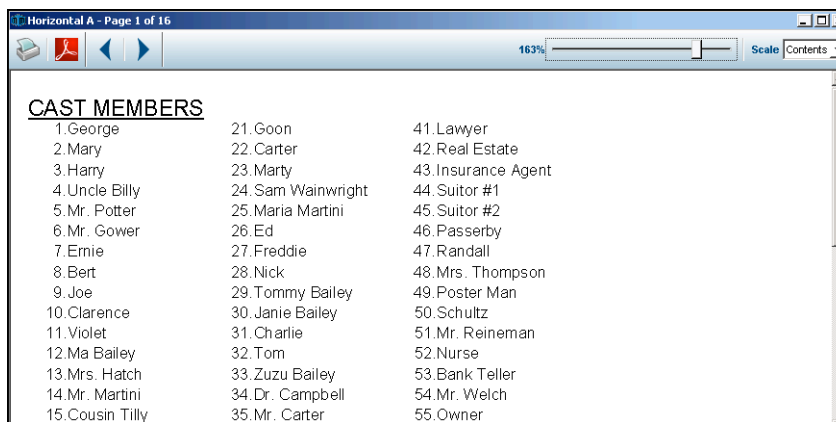 Horizontal A - Page 1 of 16
163%
Scale Contents
CAST MEMBERS
1.George
2.Mary
3.Harry
4.Uncle Billy
5.Mr. Potter
6.Mr. Gower
7.Ernie
8.Bert
9.Joe
10.Clarence
11.Violet
12.Ma Bailey
13.Mrs. Hatch
14.Mr. Martini
15.Cousin Tilly
21.Goon
22.Carter
23.Marty
24.Sam Wainwright
25.Maria Martini
26.Ed
27.Freddie
28.Nick
29.Tommy Bailey
30.Janie Bailey
31.Charlie
32.Tom
33.Zuzu Bailey
34.Dr. Campbell
35.Mr. Carter
41.Lawyer
42.Real Estate
43.Insurance Agent
44.Suitor #1
45.Suitor #2
46.Passerby
47.Randall
48.Mrs. Thompson
49.Poster Man
50.Schultz
51.Mr. Reineman
52.Nurse
53.Bank Teller
54.Mr. Welch
55.Owner